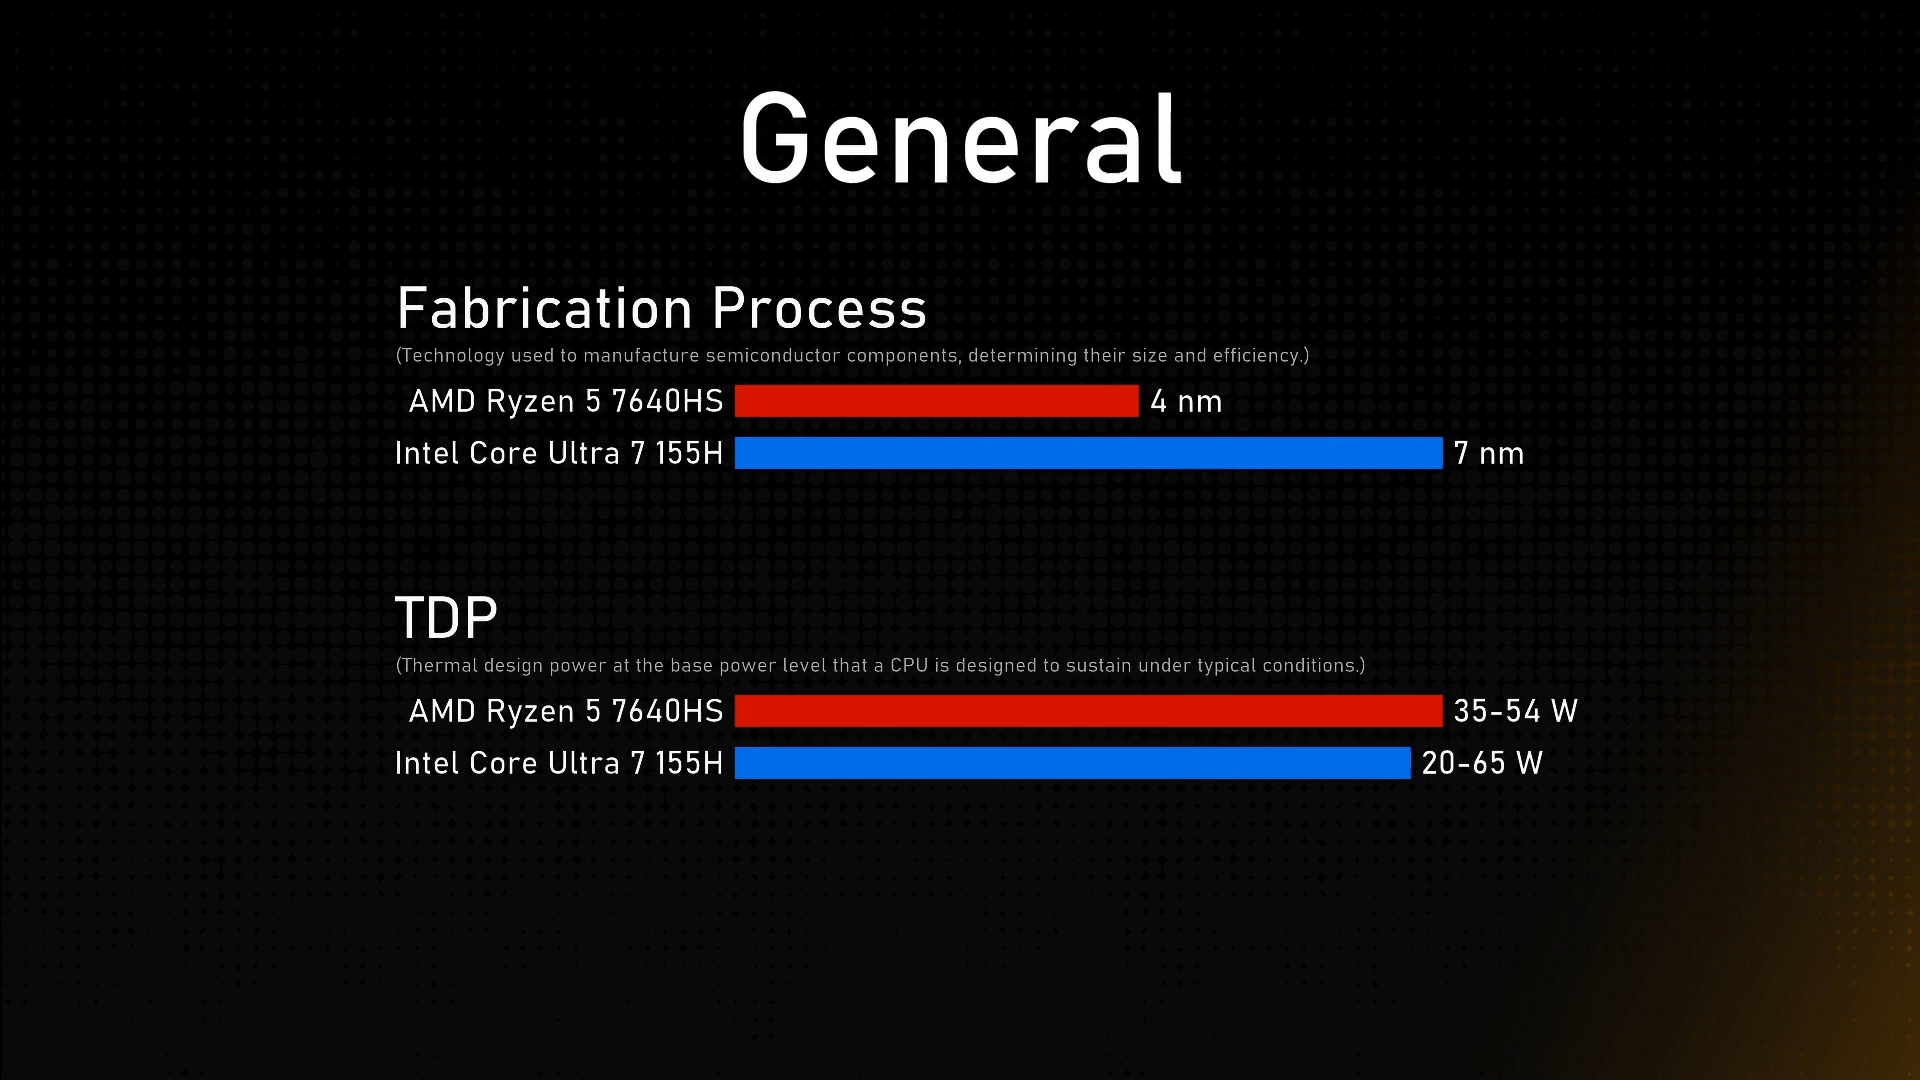 General
Fabrication Process
(Technology used to manufacture semiconductor components, determining their size and efficiency.)
AMD Ryzen 5 7640HS 4 nm
Intel Core Ultra 7 155H 7 nm
TDP
(Thermal design power at the base power level that a CPU is designed to sustain under typical conditions.)
AMD Ryzen 5 7640HS 35-54 W
Intel Core Ultra 7 155H 20-65 W